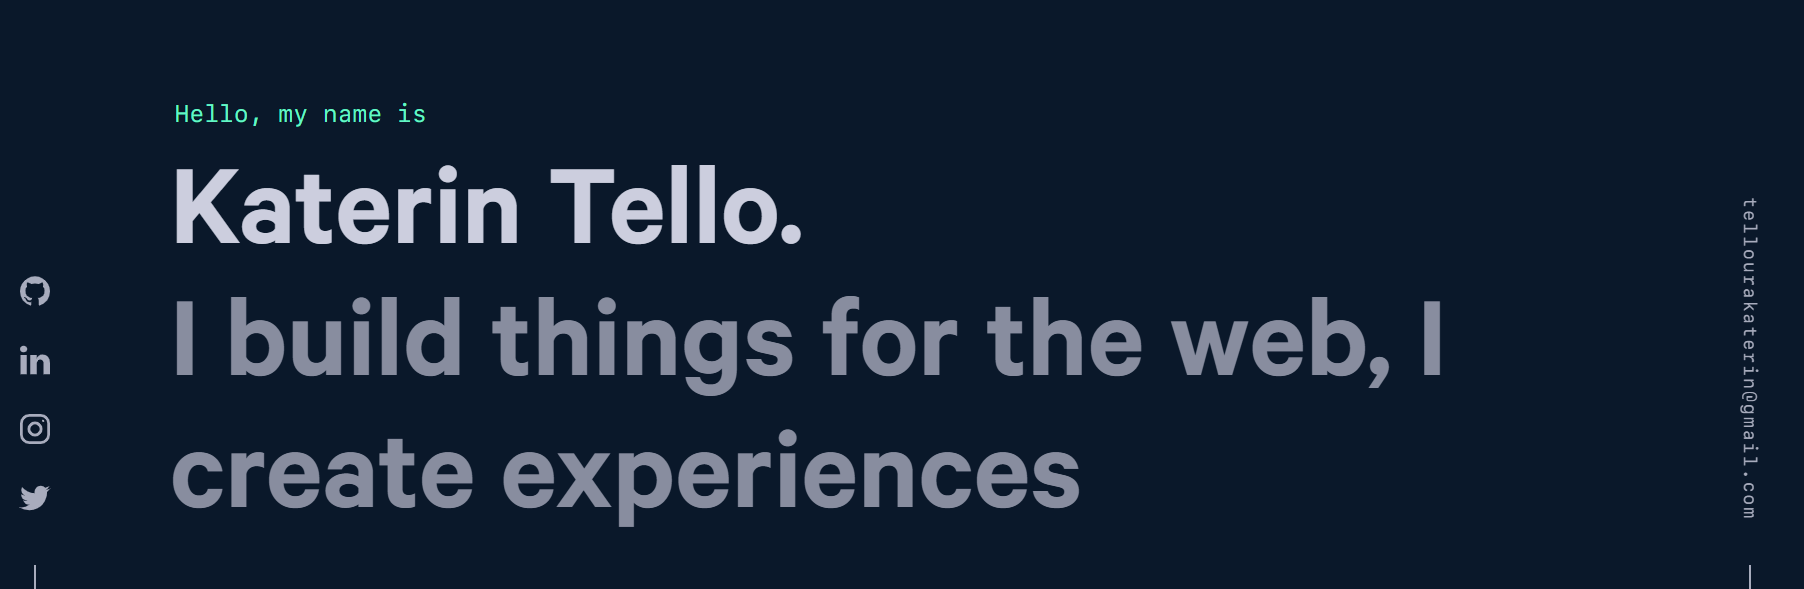 Hello, my name is
Katerin Tello.
I build things for the web, I
create experiences
tellourakaterin@gmail.com